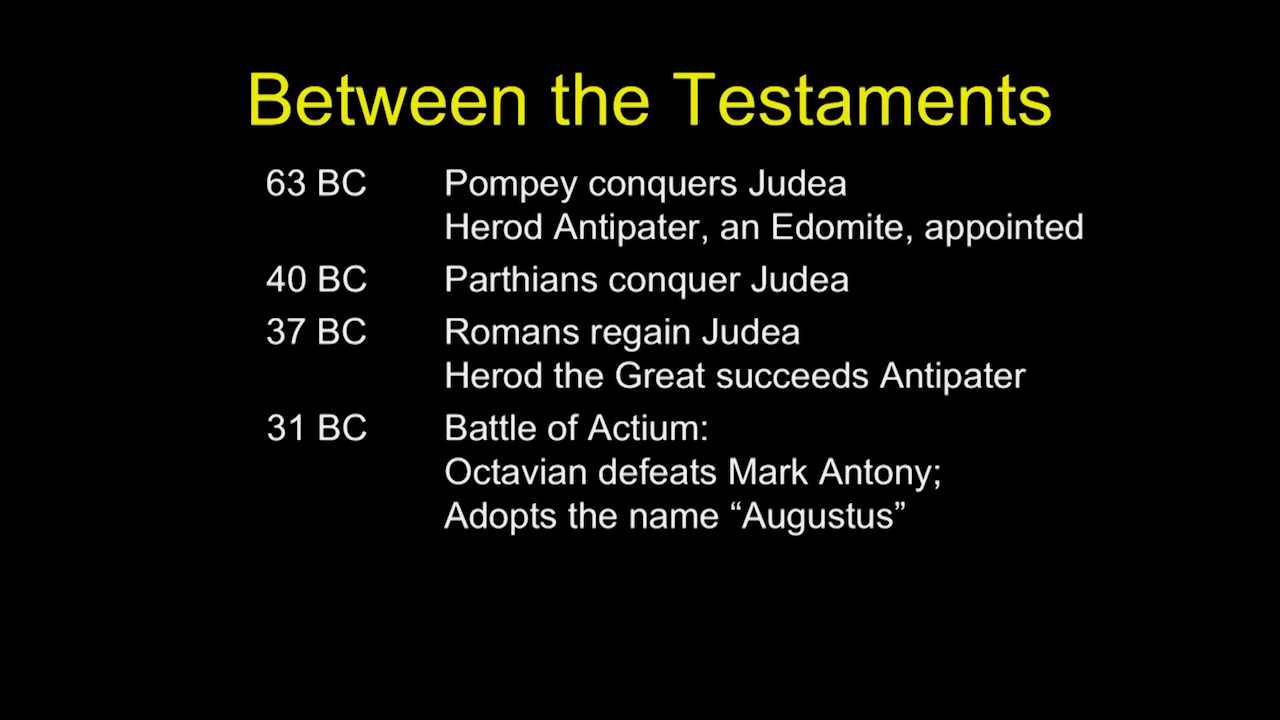 Between the Testaments
63 BC Pompey conquers Judea
Herod Antipater, an Edomite, appointed
40 BC Parthians conquer Judea
37 BC Romans regain Judea
Herod the Great succeeds Antipater
31 BC Battle of Actium:
Octavian defeats Mark Antony;
Adopts the name “Augustus”